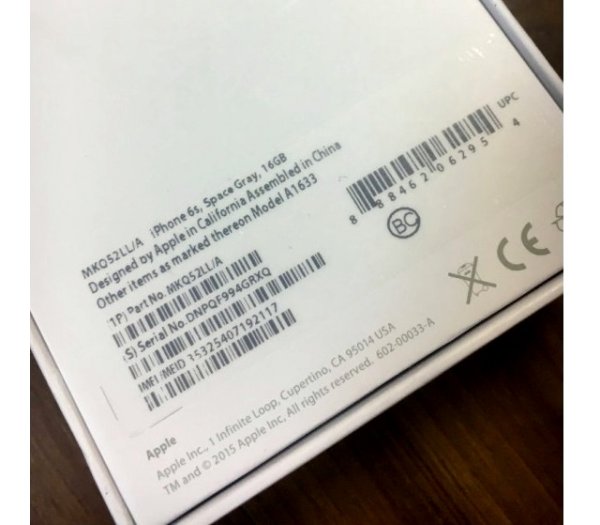 MKQ52LL/A iPhone 6s, Space Gray, 16GB
Designed by Apple in California Assembled in China
Other items as marked thereon Model A1633
(1P) Part No. MKQ52LL/A
(S) Serial No. DNPQF994GRXQ
IMEI/MEID 35325407192117
UPC
8 88462 06295 4
BC
CE
Apple
Apple Inc., 1 Infinite Loop, Cupertino, CA 95014 USA
TM and © 2015 Apple Inc. All rights reserved. 602-00033-A